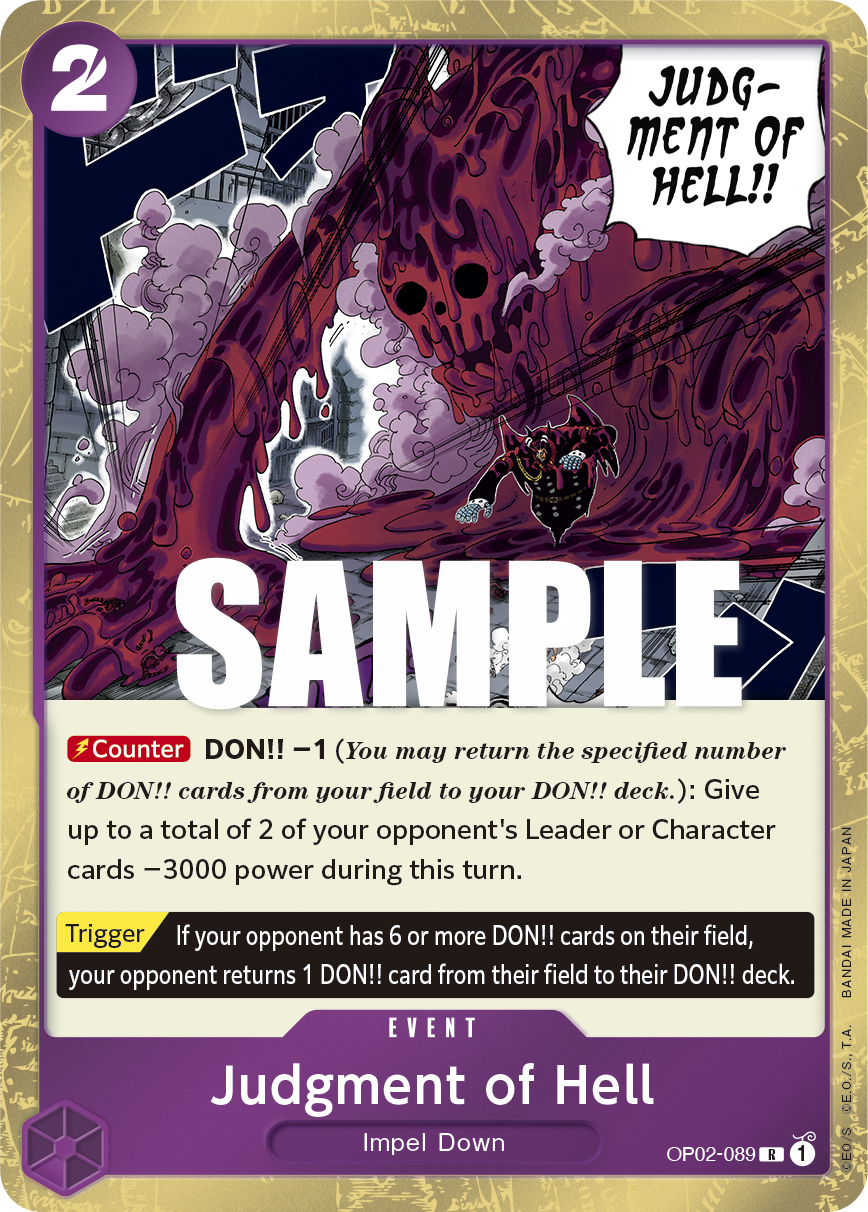 2
JUDG-
MENT OF
HELL!!
SAMPLE
Counter DON!! −1 (You may return the specified number
of DON!! cards from your field to your DON!! deck.): Give
up to a total of 2 of your opponent's Leader or Character
cards −3000 power during this turn.
Trigger If your opponent has 6 or more DON!! cards on their field,
your opponent returns 1 DON!! card from their field to their DON!! deck.
EVENT
Judgment of Hell
Impel Down
OP02-089 R 1
©EO/S ©E.O./S., T.A. BANDAI MADE IN JAPAN